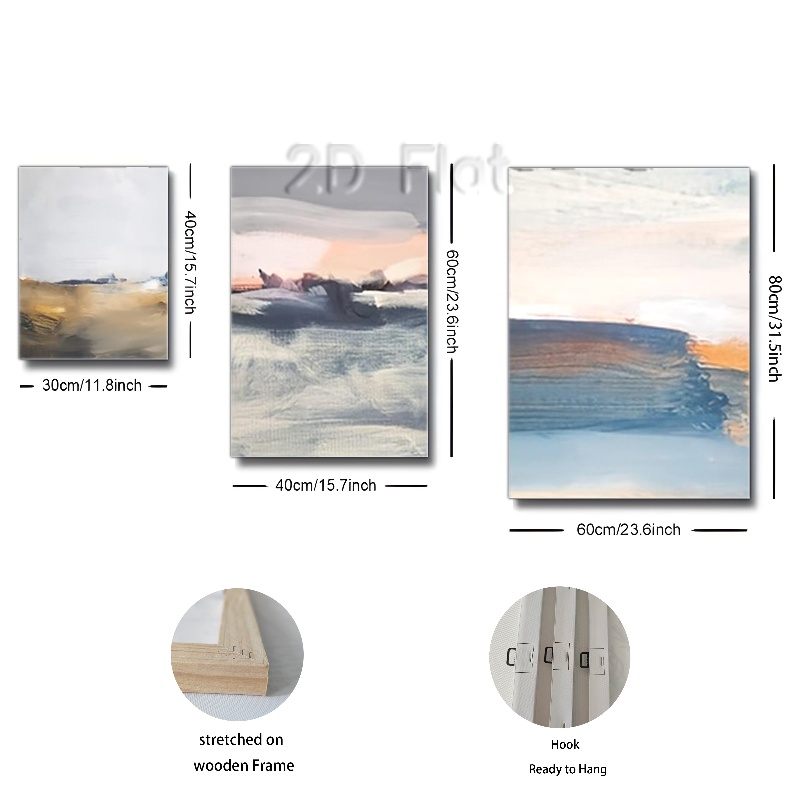 2D Flat
40cm/15.7inch
30cm/11.8inch
60cm/23.6inch
40cm/15.7inch
80cm/31.5inch
60cm/23.6inch
stretched on
wooden Frame
Hook
Ready to Hang